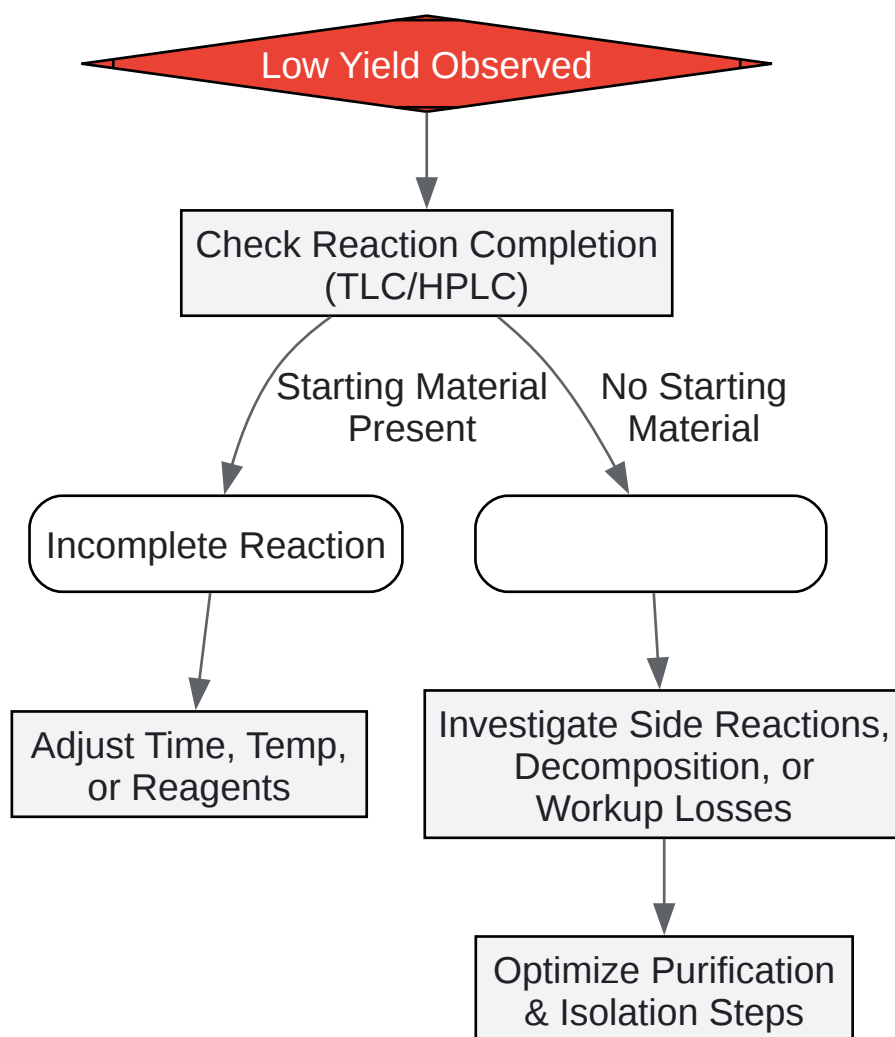 Low Yield Observed
Check Reaction Completion
(TLC/HPLC)
Starting Material
Present
No Starting
Material
Incomplete Reaction
Adjust Time, Temp,
or Reagents
Investigate Side Reactions,
Decomposition, or
Workup Losses
Optimize Purification
& Isolation Steps